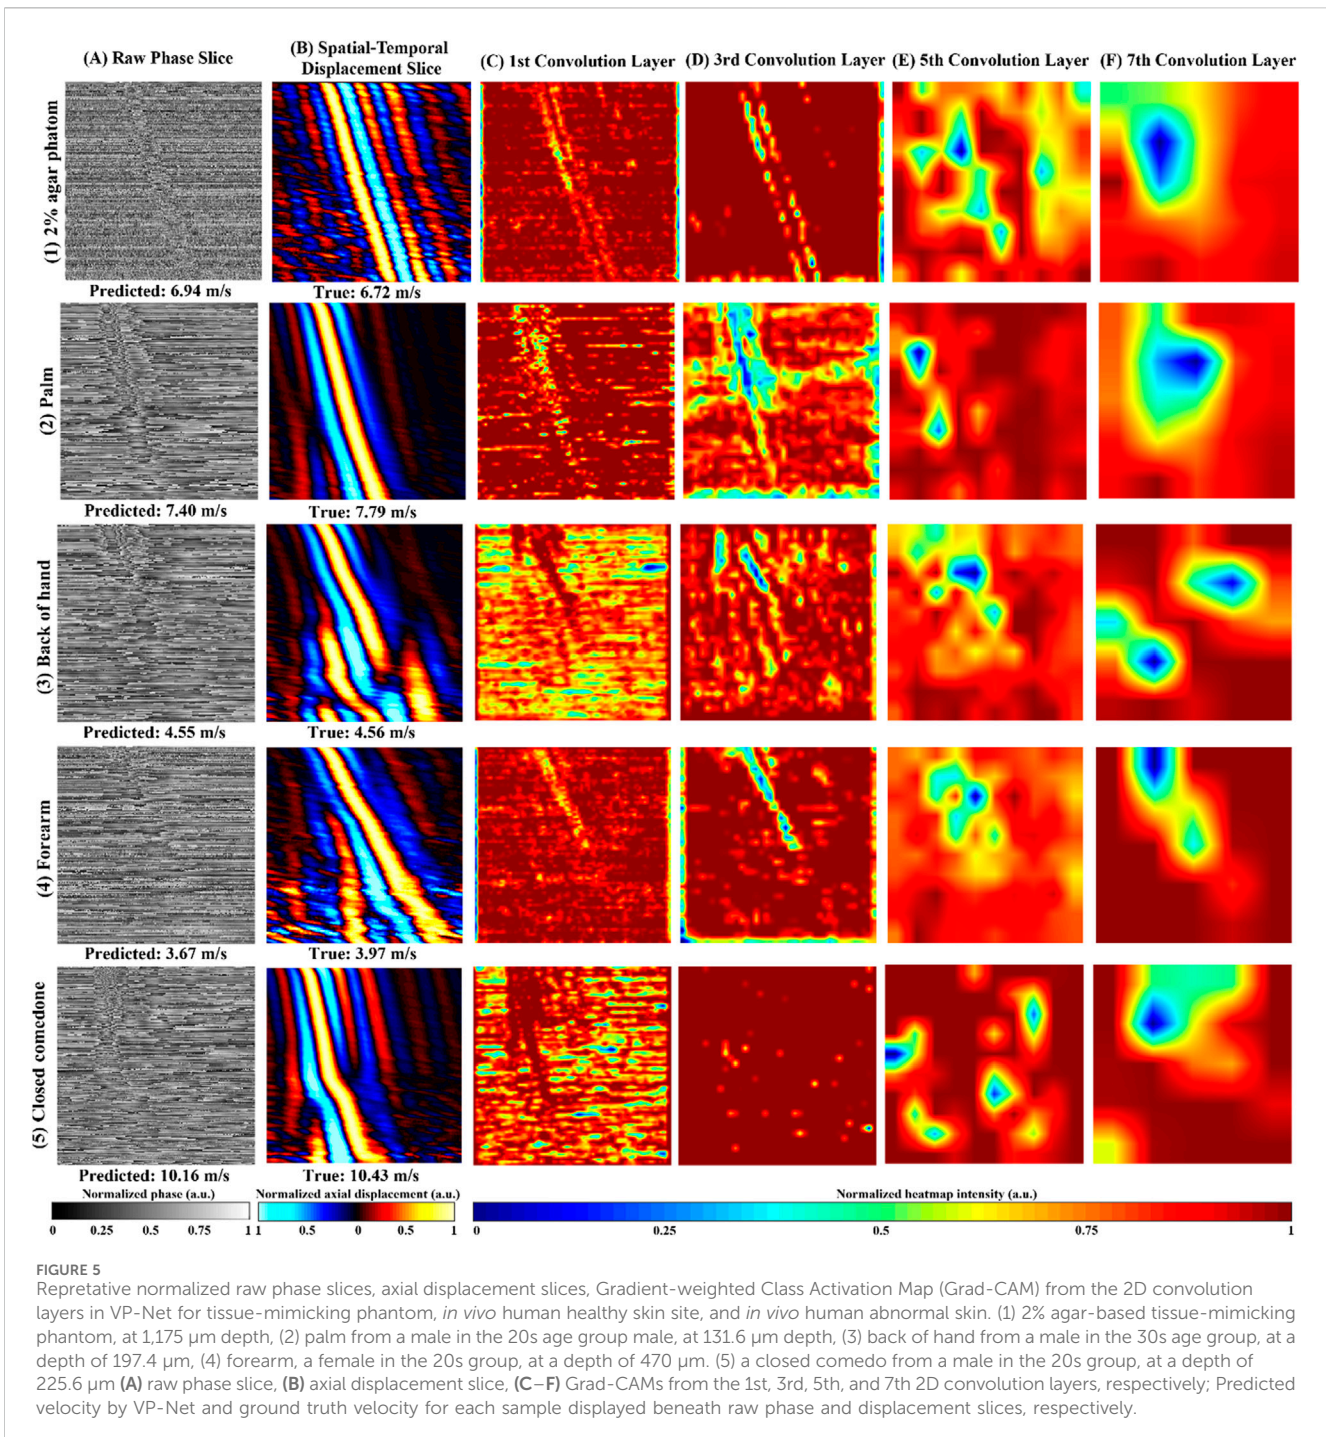 (A) Raw Phase Slice
(B) Spatial-Temporal
Displacement Slice
(C) 1st Convolution Layer
(D) 3rd Convolution Layer
(E) 5th Convolution Layer
(F) 7th Convolution Layer
(1) 2% agar phatom
Predicted: 6.94 m/s
True: 6.72 m/s
(2) Palm
Predicted: 7.40 m/s
True: 7.79 m/s
(3) Back of hand
Predicted: 4.55 m/s
True: 4.56 m/s
(4) Forearm
Predicted: 3.67 m/s
True: 3.97 m/s
(5) Closed comedone
Predicted: 10.16 m/s
True: 10.43 m/s
Normalized phase (a.u.)
0 0.25 0.5 0.75 1
Normalized axial displacement (a.u.)
1 0.5 0 0.5 1
Normalized heatmap intensity (a.u.)
0 0.25 0.5 0.75 1
FIGURE 5
Repretative normalized raw phase slices, axial displacement slices, Gradient-weighted Class Activation Map (Grad-CAM) from the 2D convolution
layers in VP-Net for tissue-mimicking phantom, in vivo human healthy skin site, and in vivo human abnormal skin. (1) 2% agar-based tissue-mimicking
phantom, at 1,175 µm depth, (2) palm from a male in the 20s age group male, at 131.6 µm depth, (3) back of hand from a male in the 30s age group, at a
depth of 197.4 µm, (4) forearm, a female in the 20s group, at a depth of 470 µm. (5) a closed comedo from a male in the 20s group, at a depth of
225.6 µm (A) raw phase slice, (B) axial displacement slice, (C–F) Grad-CAMs from the 1st, 3rd, 5th, and 7th 2D convolution layers, respectively; Predicted
velocity by VP-Net and ground truth velocity for each sample displayed beneath raw phase and displacement slices, respectively.